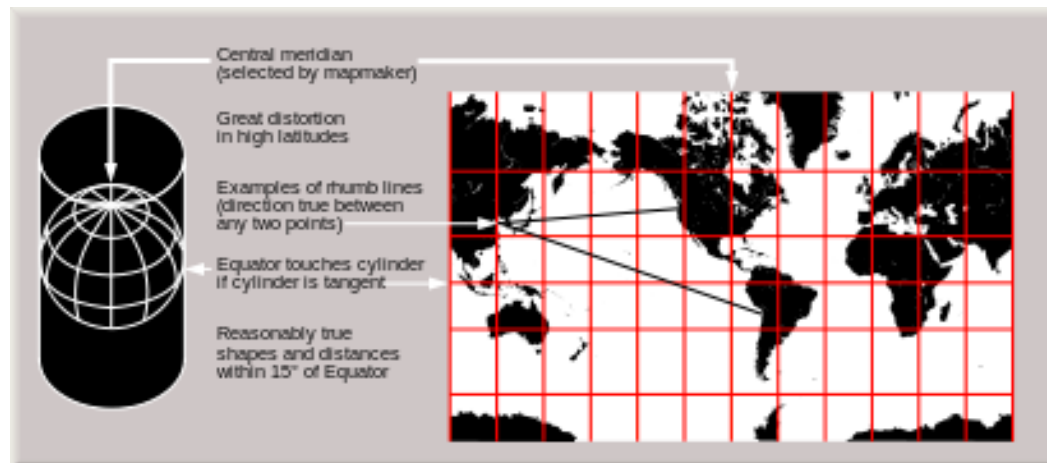 Central meridian
(selected by mapmaker)
Great distortion
in high latitudes
Examples of rhumb lines
(direction true between
any two points)
Equator touches cylinder
if cylinder is tangent
Reasonably true
shapes and distances
within 15° of Equator